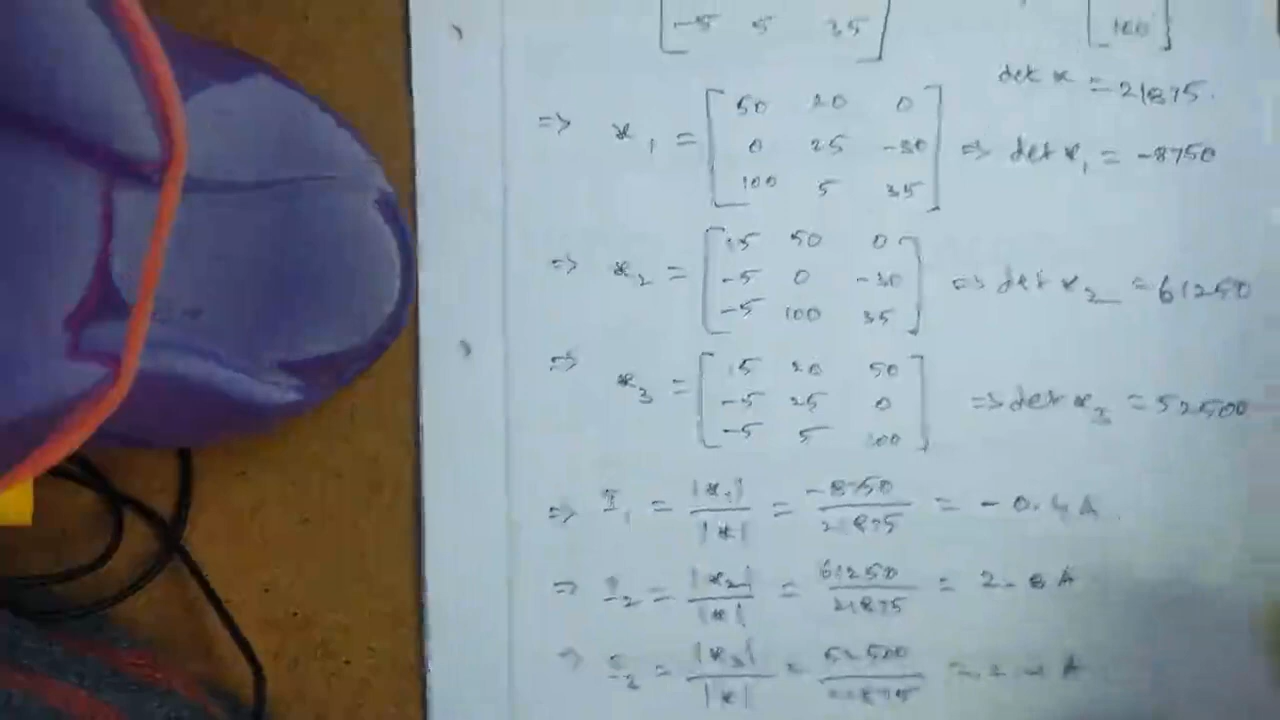 -5 5 35
100
det x = 21875.
⇒ x₁ = [ 50 20 0
0 25 -30
100 5 35 ] ⇒ det x₁ = -8750
⇒ x₂ = [ 15 50 0
-5 0 -30
-5 100 35 ] ⇒ det x₂ = 61250
⇒ x₃ = [ 15 20 50
-5 25 0
-5 5 100 ] ⇒ det x₃ = 52500
⇒ I₁ = |x₁| / |x| = -8750 / 21875 = -0.4 A
⇒ I₂ = |x₂| / |x| = 61250 / 21875 = 2.8 A
⇒ = |x₃| / |x| = 52500 / 21875 = A